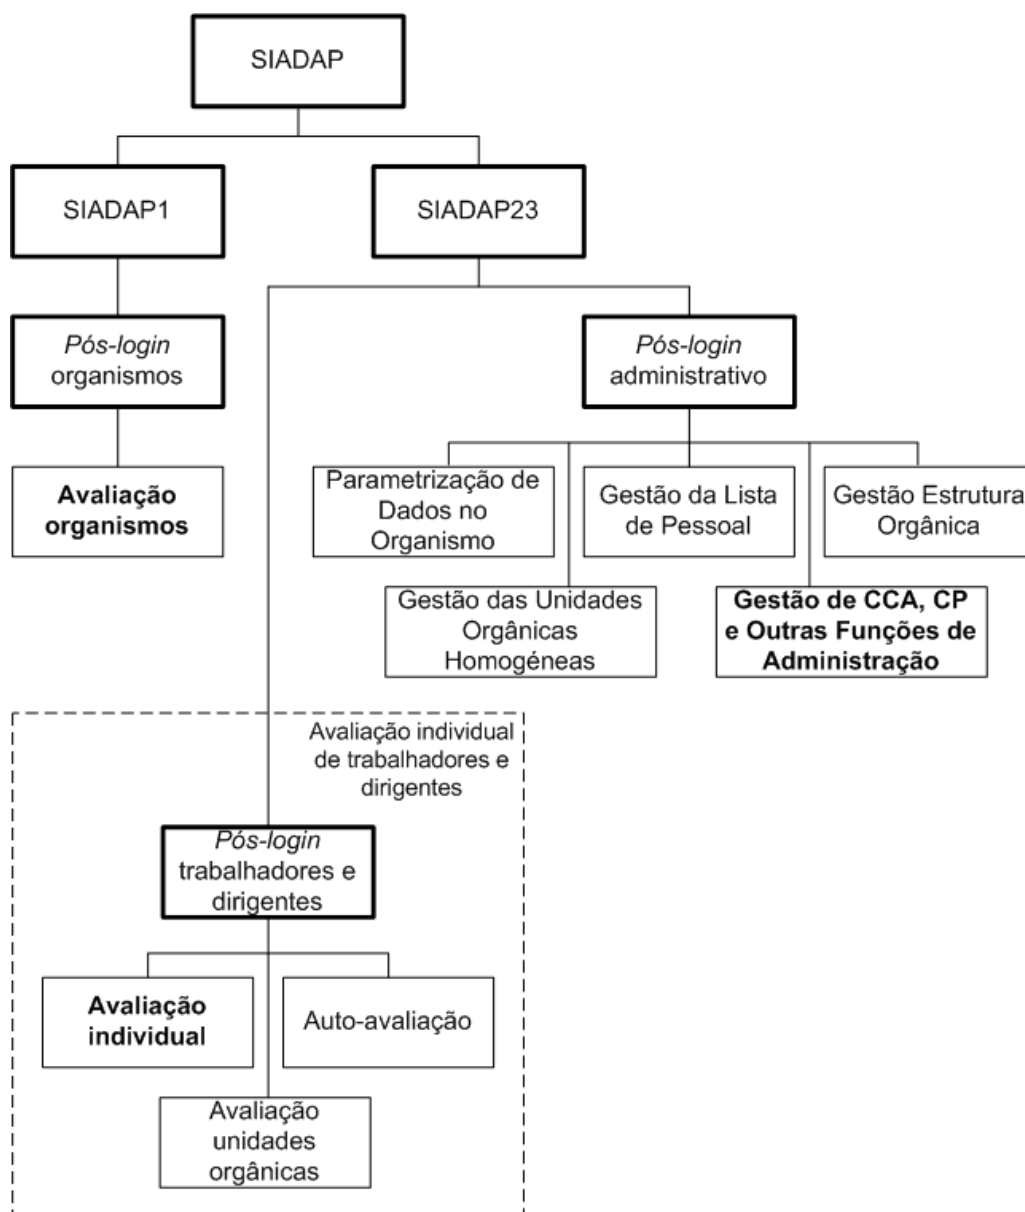 SIADAP
SIADAP1
SIADAP23
Pós-login
organismos
Pós-login
administrativo
Avaliação
organismos
Parametrização de
Dados no
Organismo
Gestão da Lista
de Pessoal
Gestão Estrutura
Orgânica
Gestão das Unidades
Orgânicas
Homogéneas
Gestão de CCA, CP
e Outras Funções de
Administração
Avaliação individual
de trabalhadores e
dirigentes
Pós-login
trabalhadores e
dirigentes
Avaliação
individual
Auto-avaliação
Avaliação
unidades
orgânicas